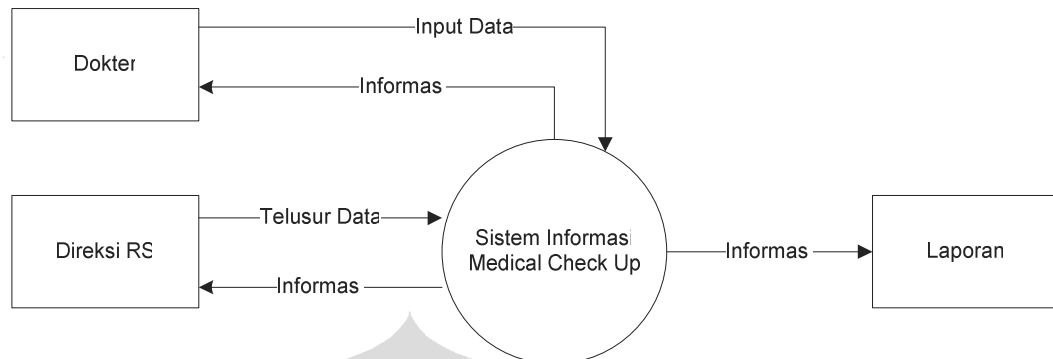 Input Data
Dokter
Informas
Telusur Data
Direksi RS
Sistem Informasi
Medical Check Up
Informas
Laporan
Informas